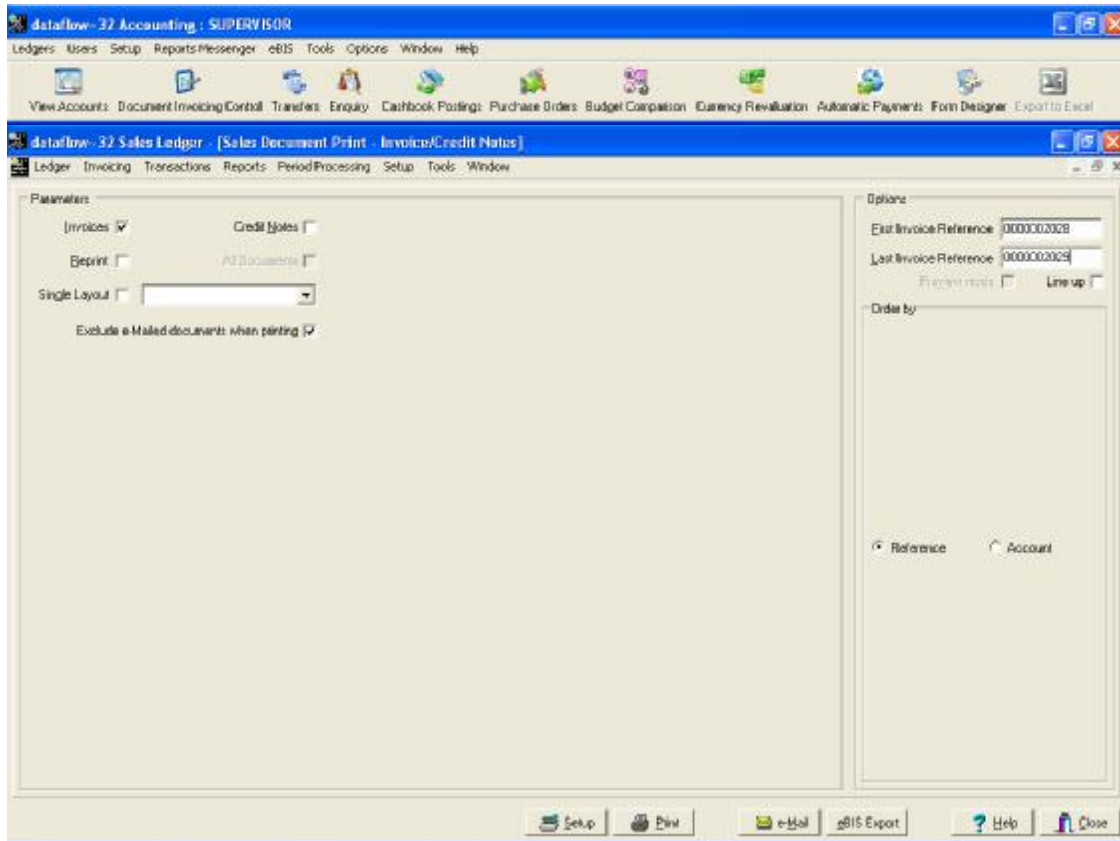 dataflow-32 Accounting : SUPERVISOR
Ledgers Users Setup Reports Messenger eBIS Tools Options Window Help
View Accounts Document Invoicing Control Transfers Enquiry Cashbook Postings Purchase Orders Budget Comparison Currency Revaluation Automatic Payments Form Designer Export to Excel
dataflow-32 Sales Ledger - [Sales Document Print - Invoice/Credit Notes]
Ledger Invoicing Transactions Reports Period Processing Setup Tools Window
Parameters Options
Invoices Credit Notes First Invoice Reference 0000002028
Reprint All Documents Last Invoice Reference 0000002029
Preview mode Line up
Single Layout
Order by
Exclude e-Mailed documents when printing
Reference Account
Setup Print e-Mail eBIS Export Help Close